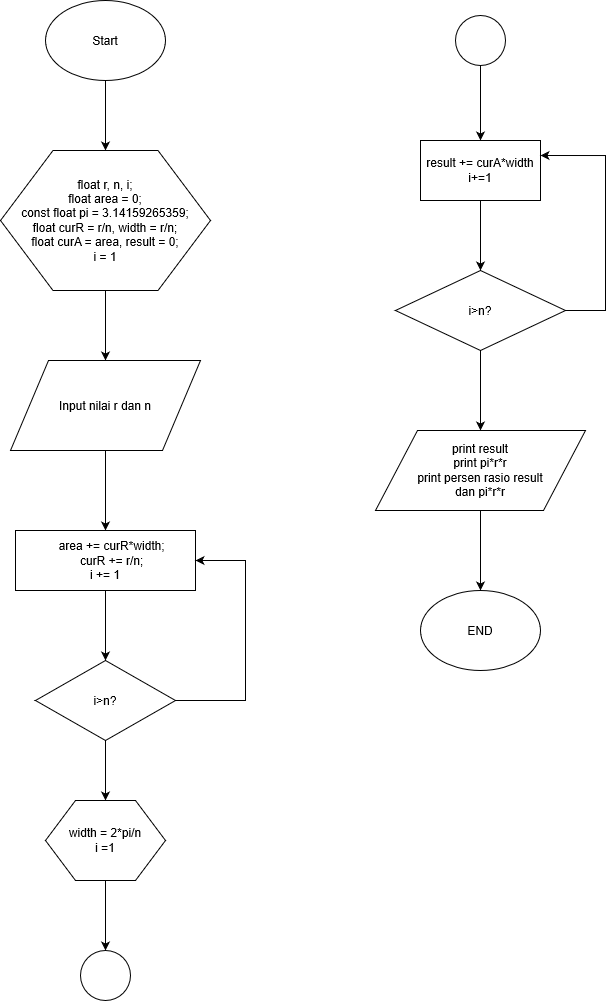 Start
float r, n, i;
float area = 0;
const float pi = 3.14159265359;
float curR = r/n, width = r/n;
float curA = area, result = 0;
i = 1
Input nilai r dan n
area += curR*width;
curR += r/n;
i += 1
i>n?
width = 2*pi/n
i =1
result += curA*width
i+=1
i>n?
print result
print pi*r*r
print persen rasio result
dan pi*r*r
END